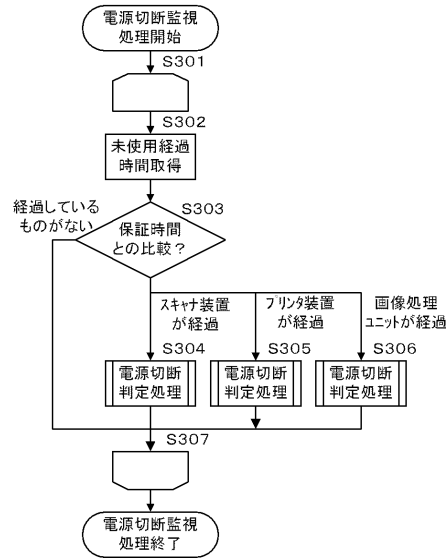 電源切断監視
処理開始
S301
S302
未使用経過
時間取得
経過している
ものがない
S303
保証時間
との比較？
スキャナ装置
が経過
プリンタ装置
が経過
画像処理
ユニットが経過
S304
S305
S306
電源切断
判定処理
電源切断
判定処理
電源切断
判定処理
S307
電源切断監視
処理終了